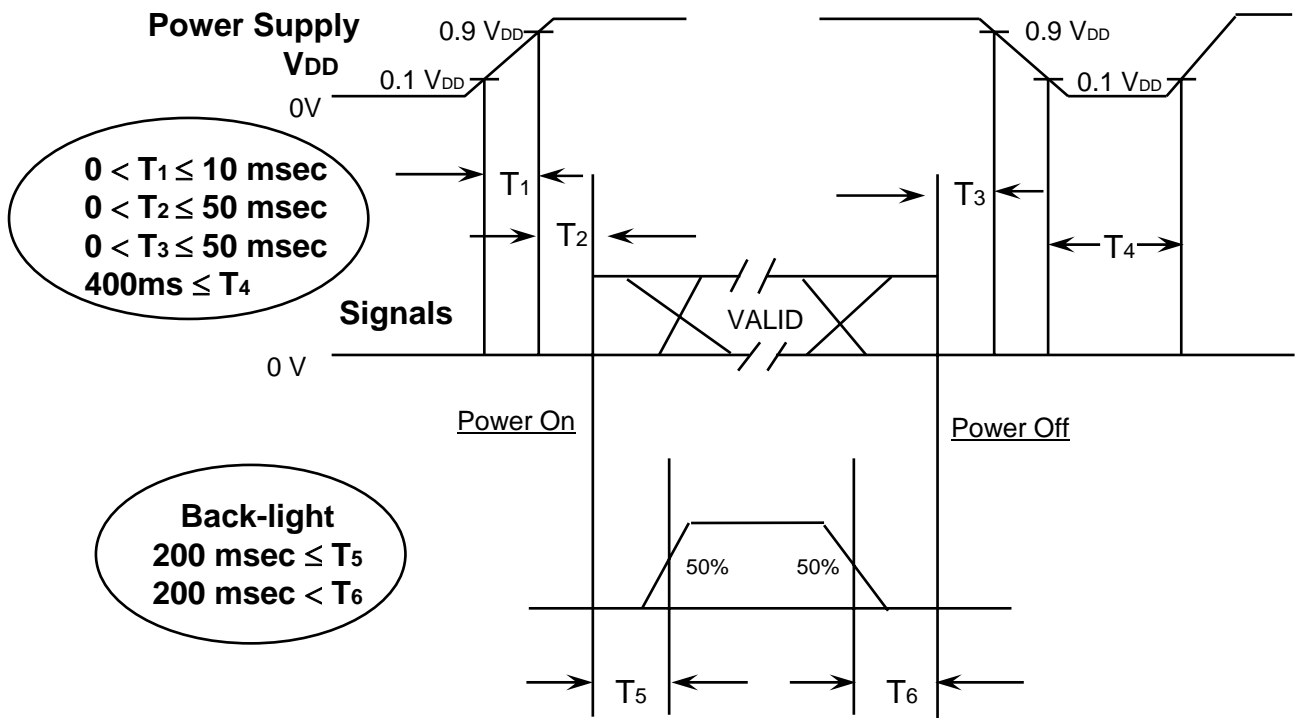 Power Supply
VDD
0.9 VDD
0.1 VDD
0V
0.9 VDD
0.1 VDD
0 < T1 ≤ 10 msec
0 < T2 ≤ 50 msec
0 < T3 ≤ 50 msec
400ms ≤ T4
T1
T2
T3
T4
Signals
VALID
0 V
Power On
Power Off
Back-light
200 msec ≤ T5
200 msec < T6
50%
50%
T5
T6